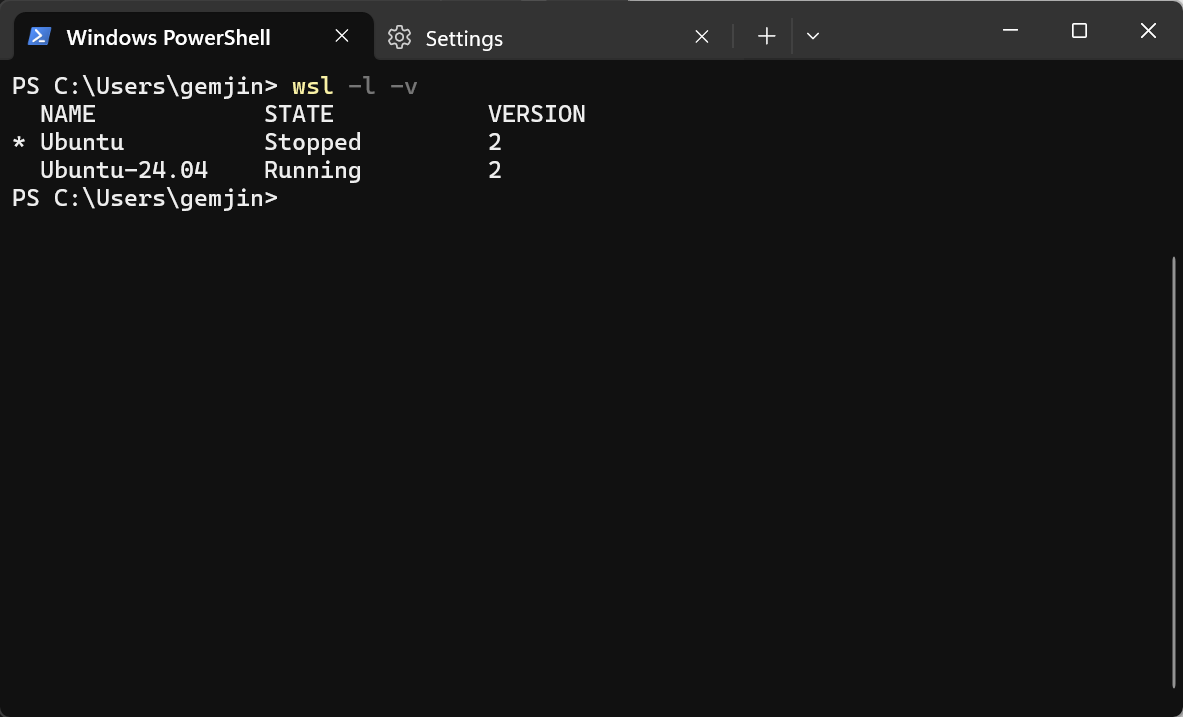 Windows PowerShell
Settings
PS C:\Users\gemjin> wsl -l -v
  NAME            STATE           VERSION
* Ubuntu          Stopped         2
  Ubuntu-24.04    Running         2
PS C:\Users\gemjin>